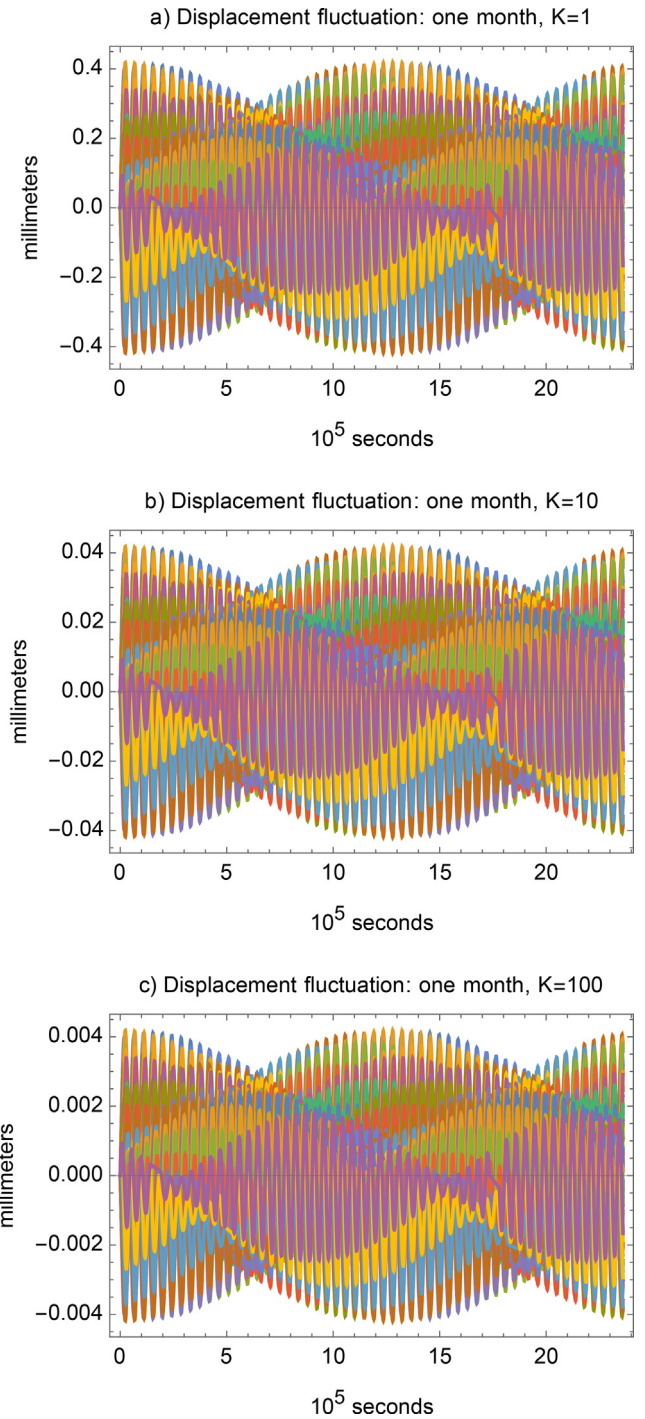 a) Displacement fluctuation: one month, K=1
0.4
0.2
0.0
−0.2
−0.4
millimeters
0 5 10 15 20
10^5 seconds
b) Displacement fluctuation: one month, K=10
0.04
0.02
0.00
−0.02
−0.04
millimeters
0 5 10 15 20
10^5 seconds
c) Displacement fluctuation: one month, K=100
0.004
0.002
0.000
−0.002
−0.004
millimeters
0 5 10 15 20
10^5 seconds